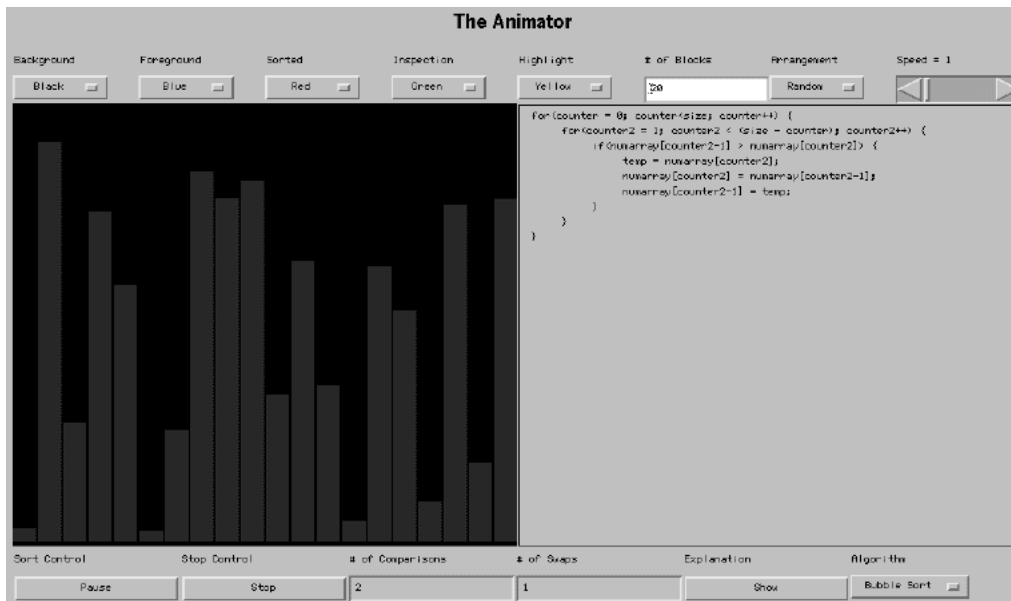 The Animator
Background Foreground Sorted Inspection Highlight # of Blocks Arrangement Speed = 1
Black Blue Red Green Yellow 20 Random
for(counter = 0; counter<size; counter++) {
for(counter2 = 1; counter2 < (size - counter); counter2++) {
if(numarray[counter2-1] > numarray[counter2]) {
temp = numarray[counter2];
numarray[counter2] = numarray[counter2-1];
numarray[counter2-1] = temp;
}
}
}
Sort Control Stop Control # of Comparisons # of Swaps Explanation Algorithm
Pause Stop 2 1 Show Bubble Sort